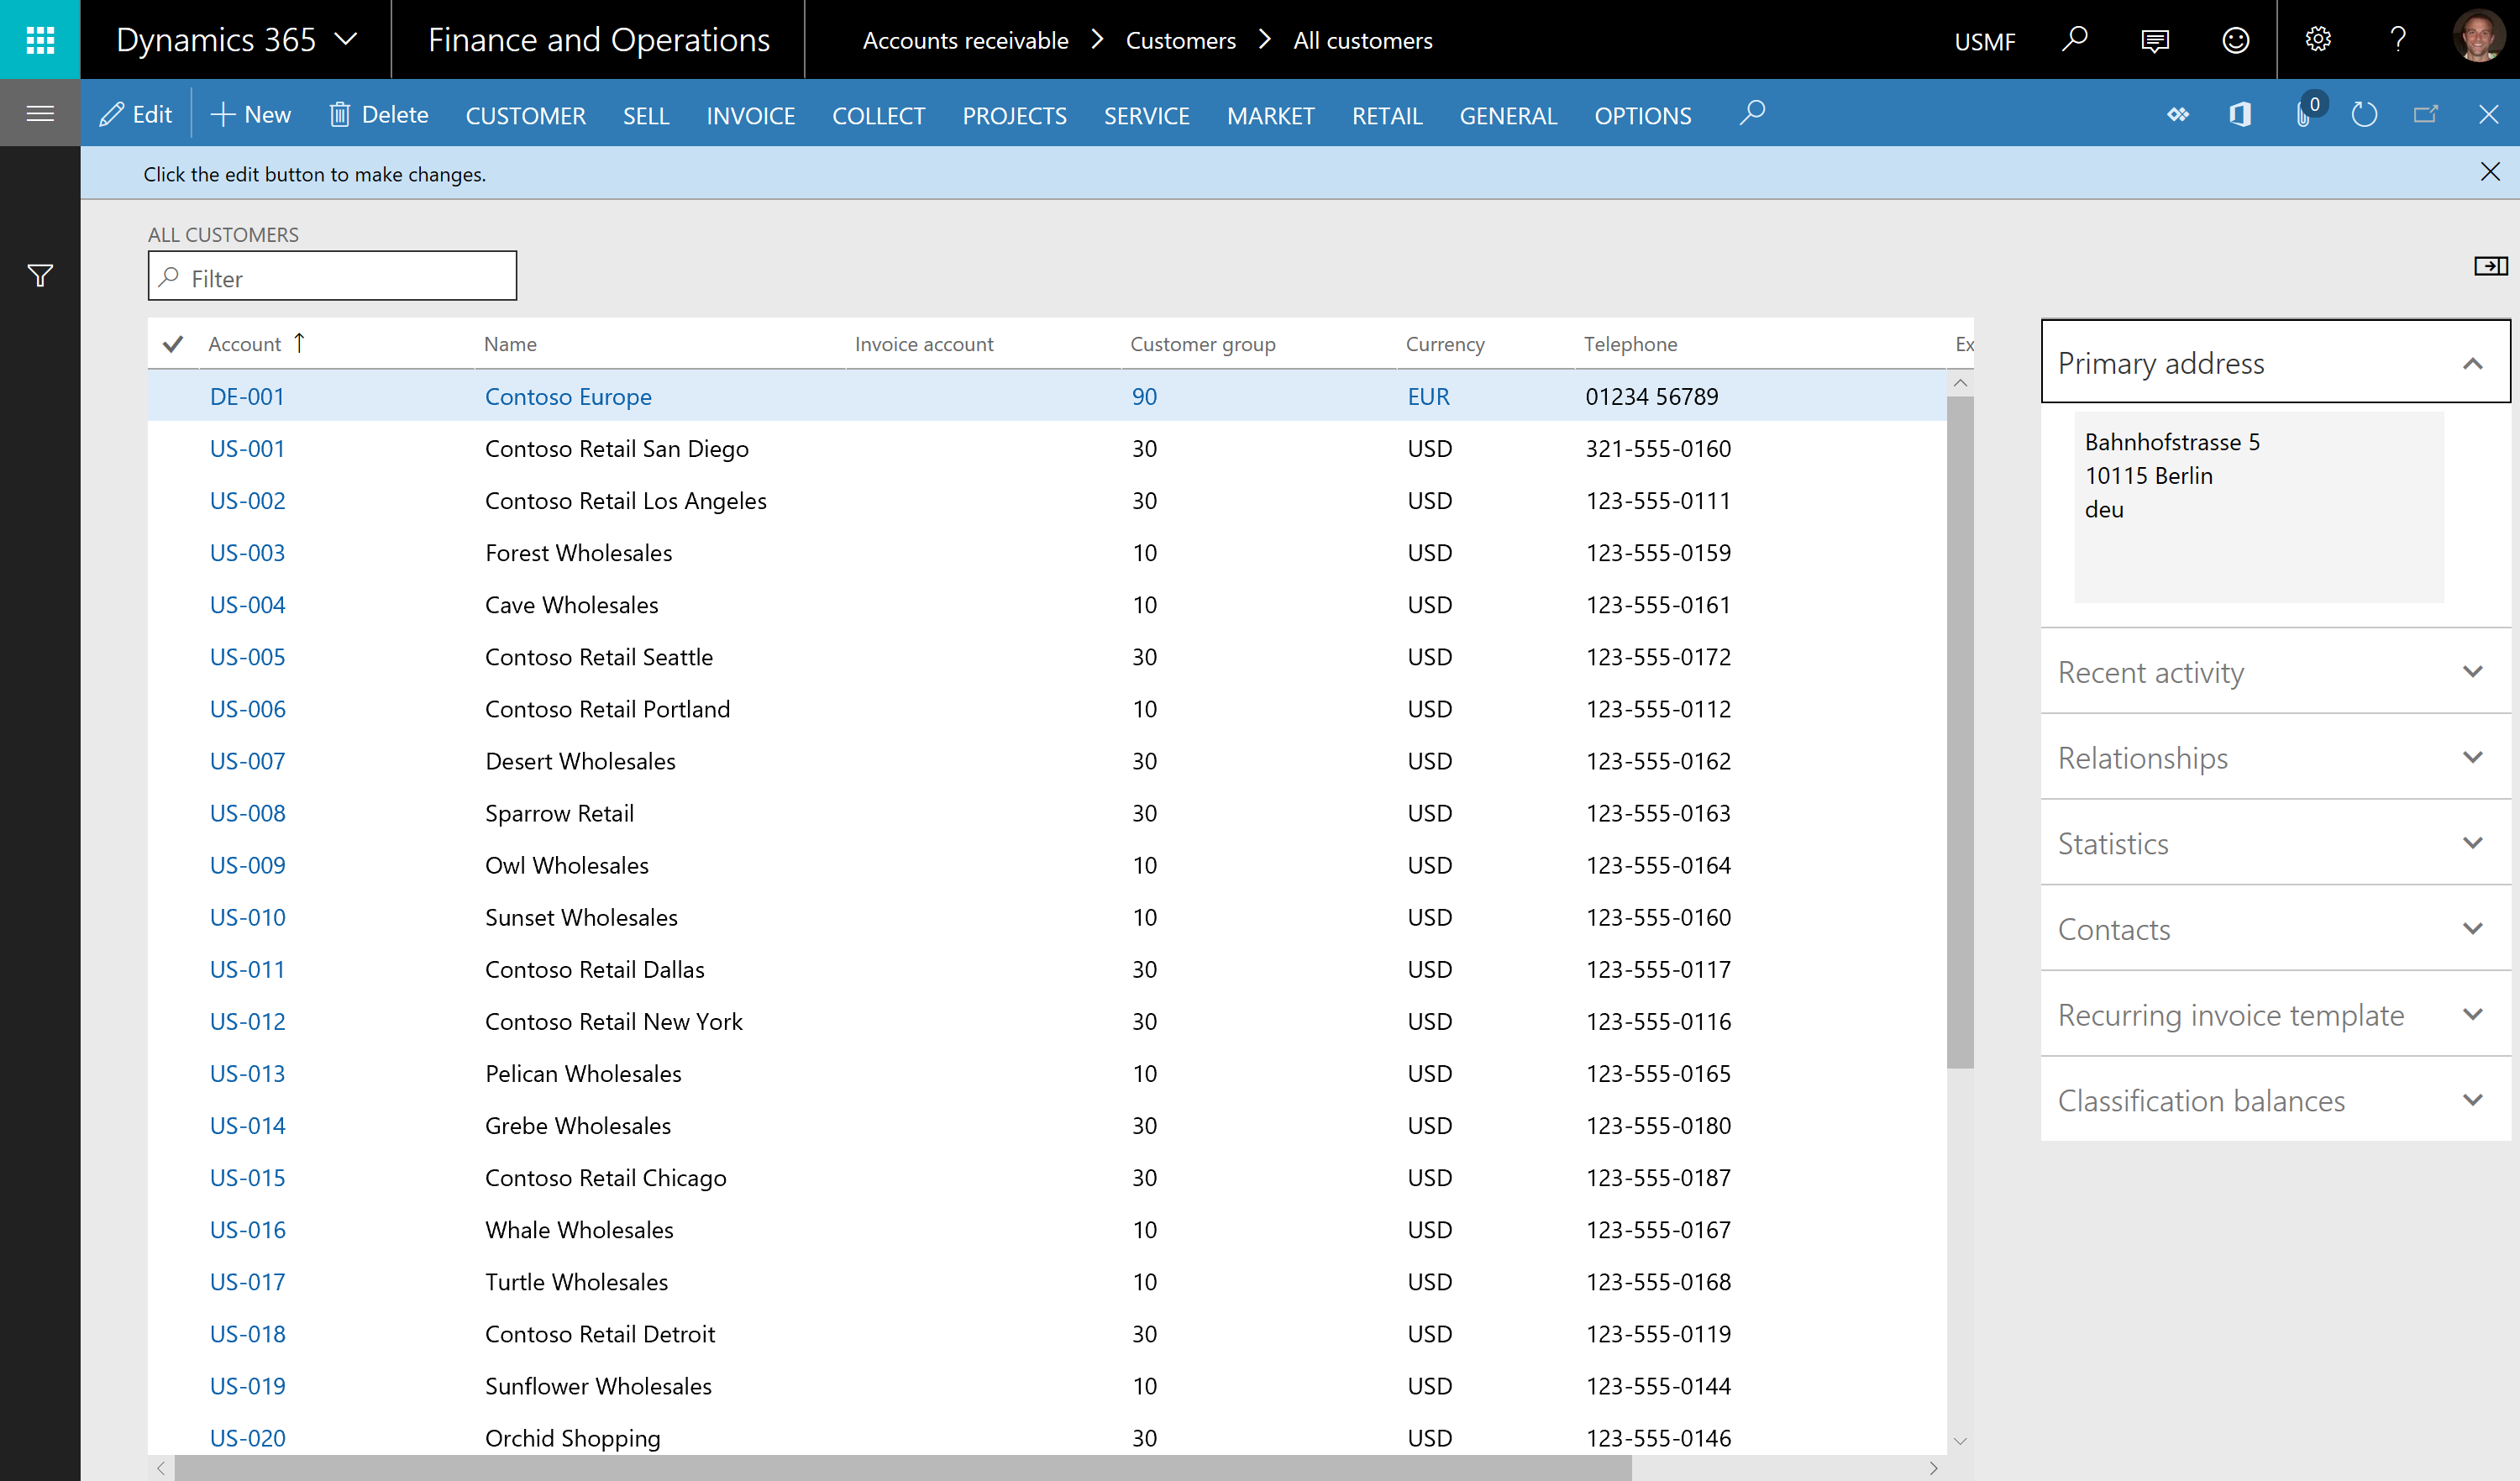 Dynamics 365 Finance and Operations Accounts receivable Customers All customers USMF
Edit New Delete CUSTOMER SELL INVOICE COLLECT PROJECTS SERVICE MARKET RETAIL GENERAL OPTIONS 0
Click the edit button to make changes.
ALL CUSTOMERS
Filter
Account Name Invoice account Customer group Currency Telephone Ex
DE-001 Contoso Europe 90 EUR 01234 56789
US-001 Contoso Retail San Diego 30 USD 321-555-0160
US-002 Contoso Retail Los Angeles 30 USD 123-555-0111
US-003 Forest Wholesales 10 USD 123-555-0159
US-004 Cave Wholesales 10 USD 123-555-0161
US-005 Contoso Retail Seattle 30 USD 123-555-0172
US-006 Contoso Retail Portland 10 USD 123-555-0112
US-007 Desert Wholesales 30 USD 123-555-0162
US-008 Sparrow Retail 30 USD 123-555-0163
US-009 Owl Wholesales 10 USD 123-555-0164
US-010 Sunset Wholesales 10 USD 123-555-0160
US-011 Contoso Retail Dallas 30 USD 123-555-0117
US-012 Contoso Retail New York 30 USD 123-555-0116
US-013 Pelican Wholesales 10 USD 123-555-0165
US-014 Grebe Wholesales 30 USD 123-555-0180
US-015 Contoso Retail Chicago 30 USD 123-555-0187
US-016 Whale Wholesales 10 USD 123-555-0167
US-017 Turtle Wholesales 10 USD 123-555-0168
US-018 Contoso Retail Detroit 30 USD 123-555-0119
US-019 Sunflower Wholesales 10 USD 123-555-0144
US-020 Orchid Shopping 30 USD 123-555-0146
Primary address
Bahnhofstrasse 5
10115 Berlin
deu
Recent activity
Relationships
Statistics
Contacts
Recurring invoice template
Classification balances